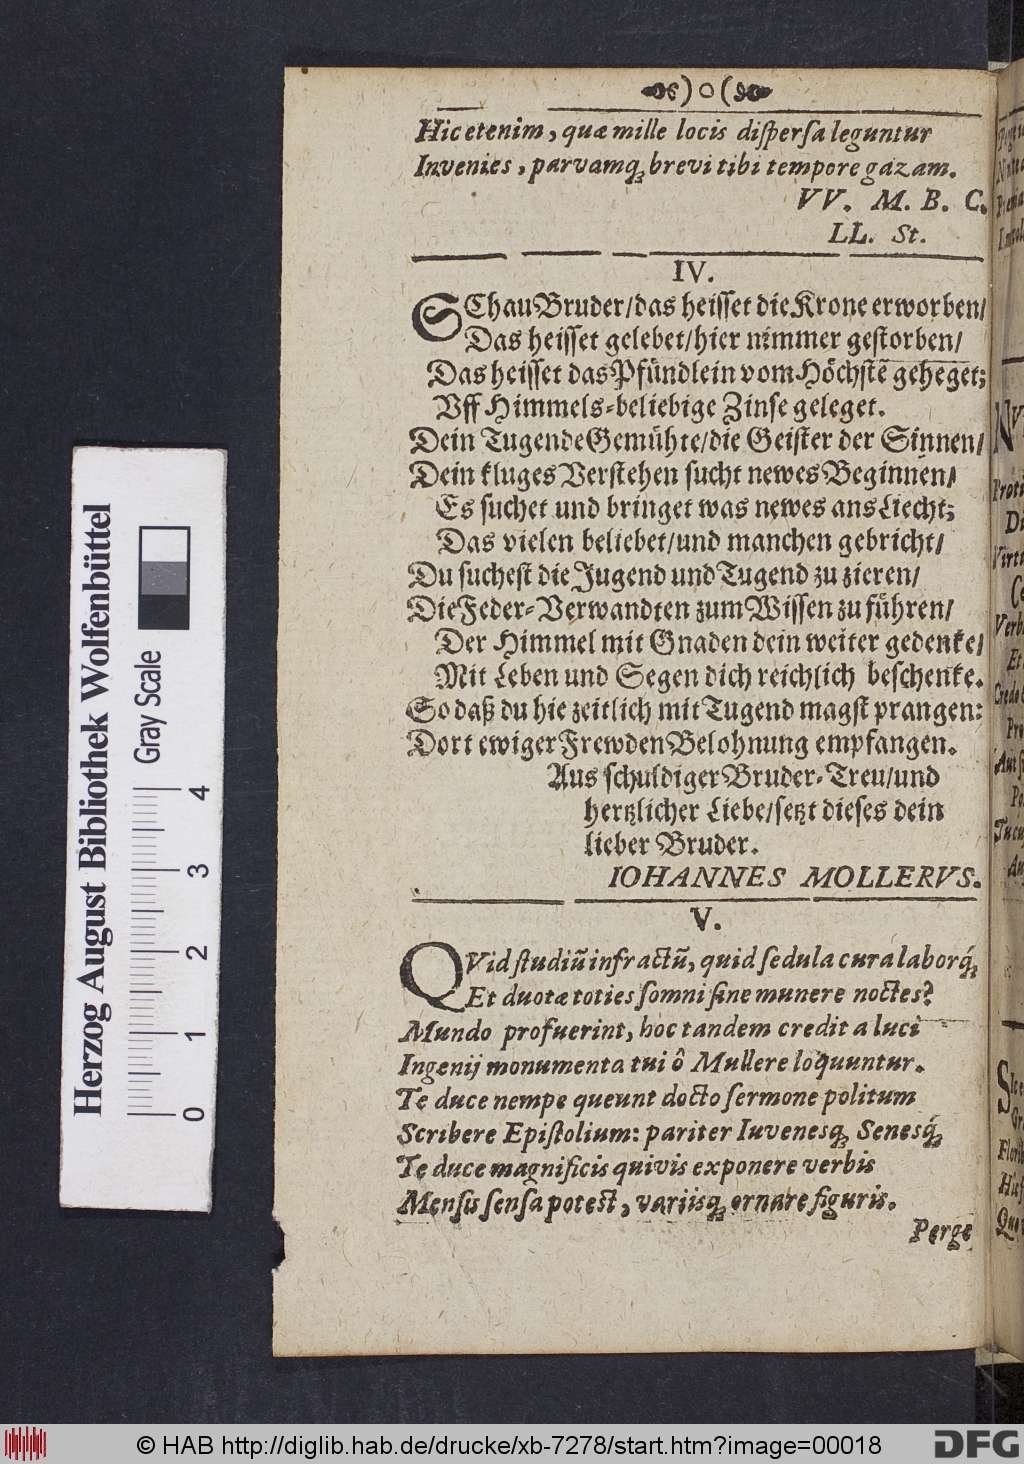 )o(
Hic etenim, quæ mille locis dispersa leguntur
Invenies, parvamq́; brevi tibi tempore gazam.
VV. M. B. C.
LL. St.
IV.
SChau Bruder/das heisset die Krone erworben/
Das heisset gelebet/hier nimmer gestorben/
Das heisset das Pfündlein vom Höchstē geheget;
Uff Himmels-beliebige Zinse geleget.
Dein Tugende Gemühte/die Geister der Sinnen/
Dein kluges Verstehen sucht newes Beginnen/
Es suchet und bringet was newes ans Liecht;
Das vielen beliebet/und manchen gebricht/
Du suchest die Jugend und Tugend zu zieren/
Die Feder-Verwandten zum Wissen zu führen/
Der Himmel mit Gnaden dein weiter gedenke/
Mit Leben und Segen dich reichlich beschenke.
So daß du hie zeitlich mit Tugend magst prangen:
Dort ewiger Frewden Belohnung empfangen.
Aus schuldiger Bruder-Treu/und
hertzlicher Liebe/setzt dieses dein
lieber Bruder.
IOHANNES MOLLERVS.
V.
QVid studiū infractū, quid sedula cura laborq́;
Et duotæ toties somni sine munere noctes?
Mundo profuerint, hoc tandem credit a luci
Ingenij monumenta tui ô Mullere loquuntur.
Te duce nempe queunt docto sermone politum
Scribere Epistolium: pariter Iuvenesq; Senesq́;
Te duce magnificis quivis exponere verbis
Mensis sensa potest, variisq; ornare figuris.
Perge
Herzog August Bibliothek Wolfenbüttel
Gray Scale
0 1 2 3 4
© HAB http://diglib.hab.de/drucke/xb-7278/start.htm?image=00018
DFG